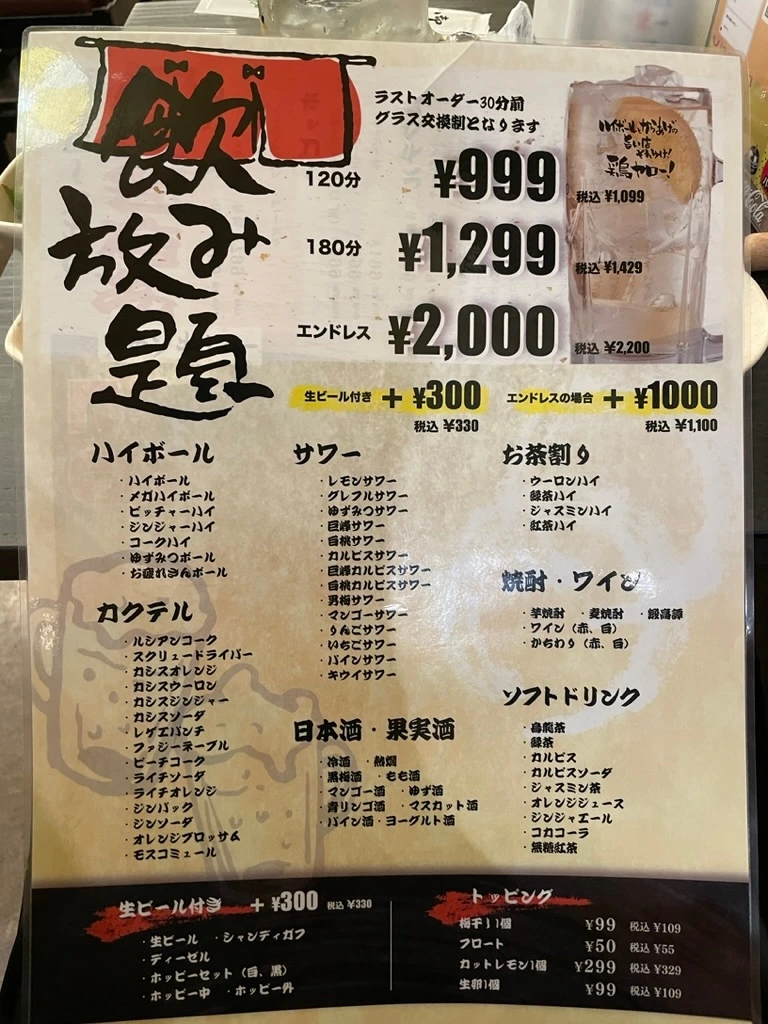 飲み放題
ラストオーダー30分前
グラス交換制となります
120分 ¥999 税込 ¥1,099
180分 ¥1,299 税込 ¥1,429
エンドレス ¥2,000 税込 ¥2,200
生ビール付き + ¥300 税込 ¥330
エンドレスの場合 + ¥1000 税込 ¥1,100
ハイボール
・ハイボール
・メガハイボール
・ピッチャーハイ
・ジンジャーハイ
・コークハイ
・ゆずみつボール
・お疲れさんボール
カクテル
・ルシアンコーク
・スクリュードライバー
・カシスオレンジ
・カシスウーロン
・カシスジンジャー
・カシスソーダ
・レゲエパンチ
・ファジーネーブル
・ピーチコーク
・ライチソーダ
・ライチオレンジ
・ジンバック
・ジンソーダ
・オレンジブロッサム
・モスコミュール
サワー
・レモンサワー
・グレフルサワー
・ゆずみつサワー
・巨峰サワー
・白桃サワー
・カルピスサワー
・巨峰カルピスサワー
・白桃カルピスサワー
・男梅サワー
・マンゴーサワー
・りんごサワー
・いちごサワー
・パインサワー
・キウイサワー
日本酒・果実酒
・冷酒 ・熱燗
・黒梅酒 ・もも酒
・マンゴー酒 ・ゆず酒
・青リンゴ酒 ・マスカット酒
・パイン酒・ヨーグルト酒
お茶割り
・ウーロンハイ
・緑茶ハイ
・ジャスミンハイ
・紅茶ハイ
焼酎・ワイン
・芋焼酎 ・麦焼酎 ・鍛高譚
・ワイン（赤、白）
・かちわり（赤、白）
ソフトドリンク
・烏龍茶
・緑茶
・カルピス
・カルピスソーダ
・ジャスミン茶
・オレンジジュース
・ジンジャエール
・コカコーラ
・無糖紅茶
生ビール付き + ¥300 税込 ¥330
・生ビール ・シャンディガフ
・ディーゼル
・ホッピーセット（白、黒）
・ホッピー中 ・ホッピー外
トッピング
梅干し1個 ¥99 税込 ¥109
フロート ¥50 税込 ¥55
カットレモン1個 ¥299 税込 ¥329
生卵1個 ¥99 税込 ¥109
ハイボールとからあげの
旨い店
それゆけ!
鶏ヤロー!